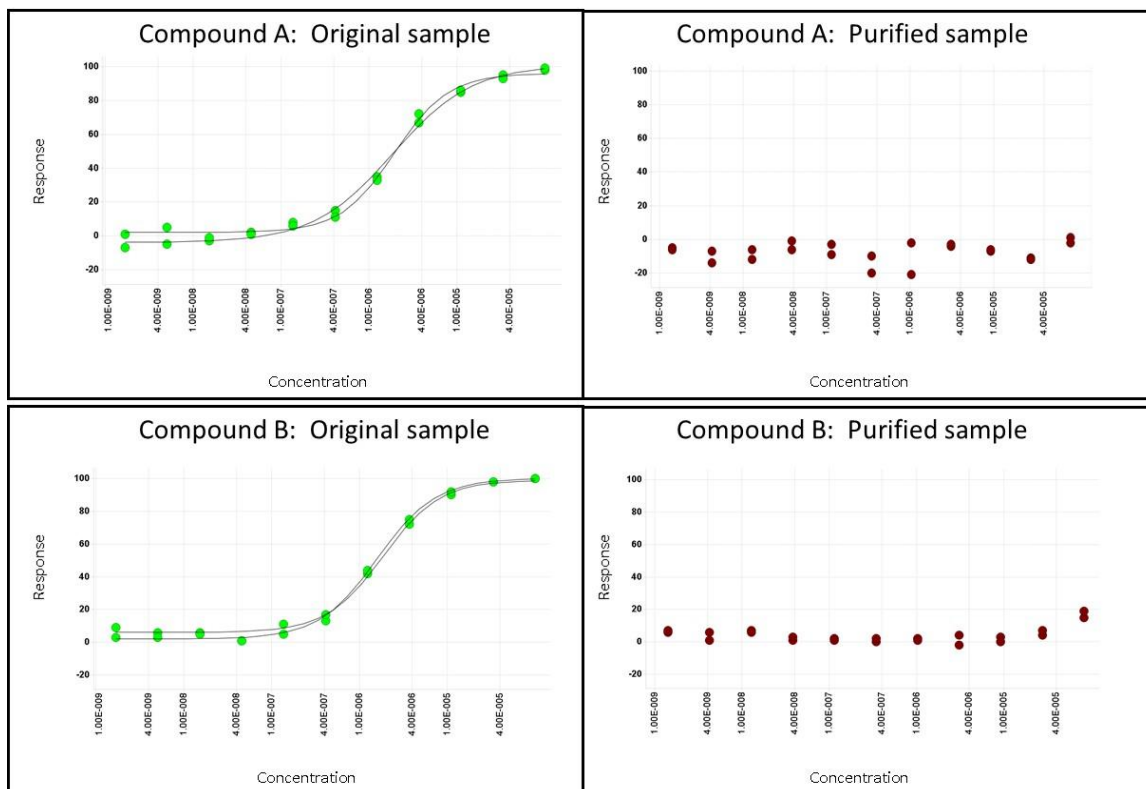 Compound A: Original sample
Response
100
80
60
40
20
0
-20
1.00E-009
4.00E-009
1.00E-008
4.00E-008
1.00E-007
4.00E-007
1.00E-006
4.00E-006
1.00E-005
4.00E-005
Concentration
Compound A: Purified sample
Response
100
80
60
40
20
0
-20
1.00E-009
4.00E-009
1.00E-008
4.00E-008
1.00E-007
4.00E-007
1.00E-006
4.00E-006
1.00E-005
4.00E-005
Concentration
Compound B: Original sample
Response
100
80
60
40
20
0
-20
1.00E-009
4.00E-009
1.00E-008
4.00E-008
1.00E-007
4.00E-007
1.00E-006
4.00E-006
1.00E-005
4.00E-005
Concentration
Compound B: Purified sample
Response
100
80
60
40
20
0
-20
1.00E-009
4.00E-009
1.00E-008
4.00E-008
1.00E-007
4.00E-007
1.00E-006
4.00E-006
1.00E-005
4.00E-005
Concentration